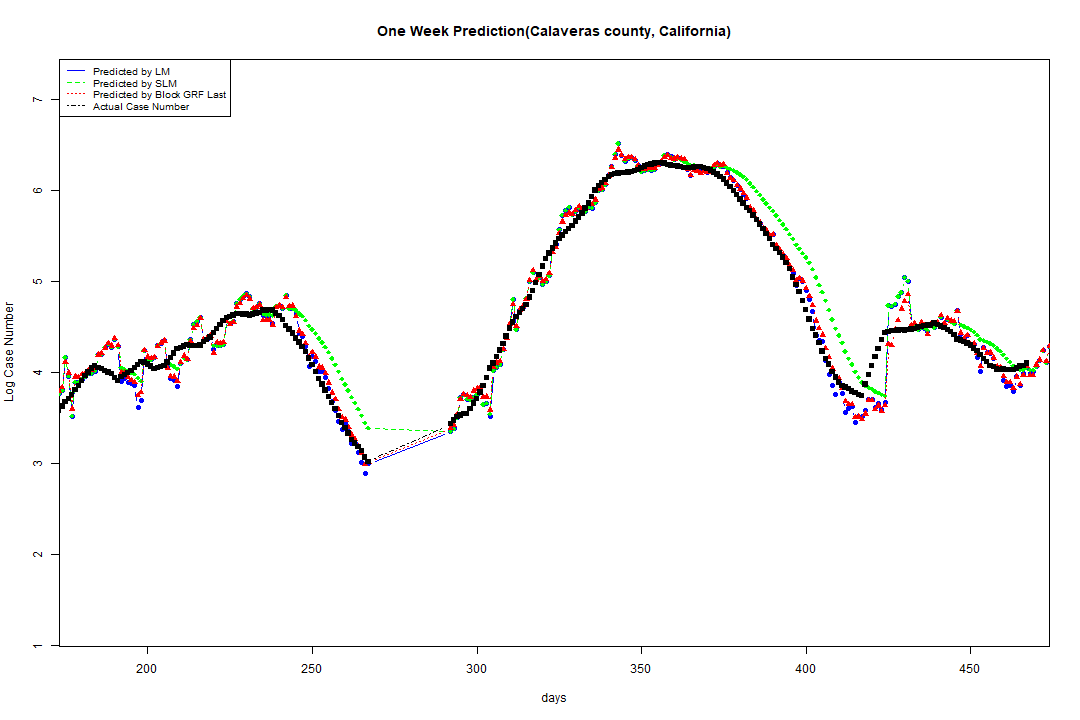 One Week Prediction(Calaveras county, California)
Predicted by LM
Predicted by SLM
Predicted by Block GRF Last
Actual Case Number
Log Case Number
7
6
5
4
3
2
1
200 250 300 350 400 450
days